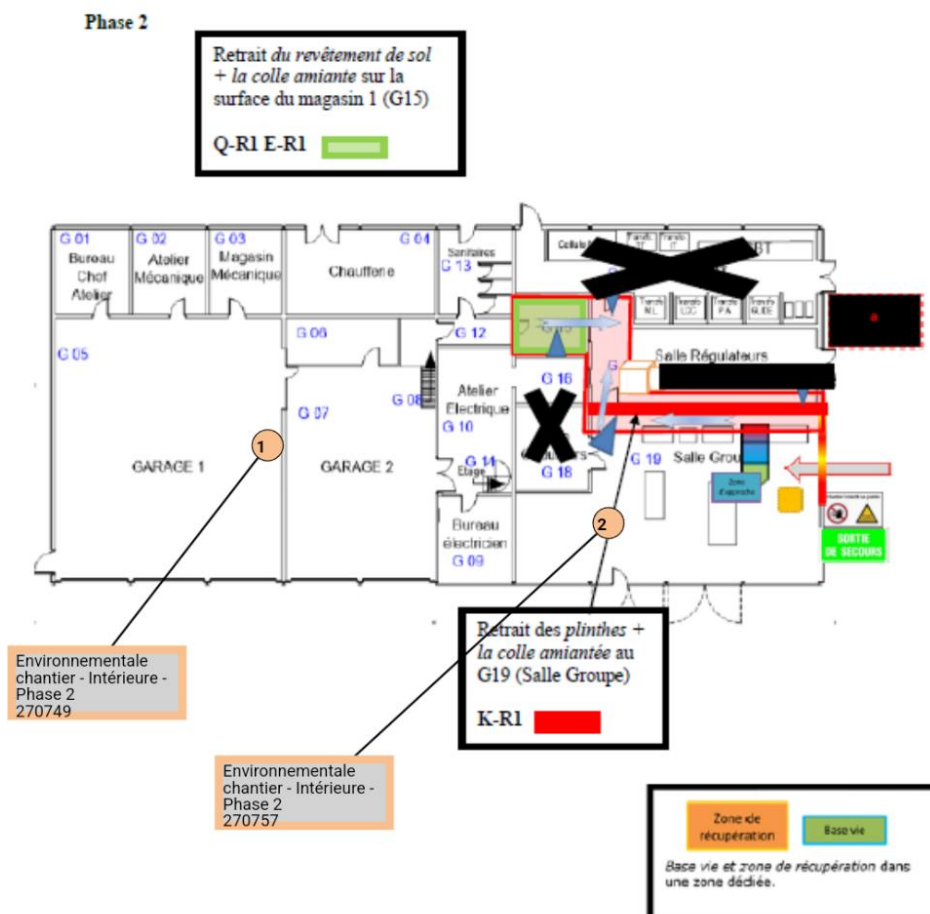 Phase 2
Retrait du revêtement de sol
+ la colle amiante sur la
surface du magasin 1 (G15)
Q-R1 E-R1
G 01
Bureau
Chef
Atelier
G 02
Atelier
Mécanique
G 03
Magasin
Mécanique
G 04
Chaufferie
Sanitaires
G 13
BT
G 05
G 06
G 12
G 16
Salle Régulateurs
G 07
G 08
Atelier
Electrique
G 10
G 14
Etage
G 18
G 19
Salle Grou
Zone
d'approche
GARAGE 1
GARAGE 2
1
2
Bureau
électricien
G 09
SORTIE
DE SECOURS
Retrait des plinthes +
la colle amiantée au
G19 (Salle Groupe)
K-R1
Environnementale
chantier - Intérieure -
Phase 2
270749
Environnementale
chantier - Intérieure -
Phase 2
270757
Zone de
récupération
Base vie
Base vie et zone de récupération dans
une zone dédiée.